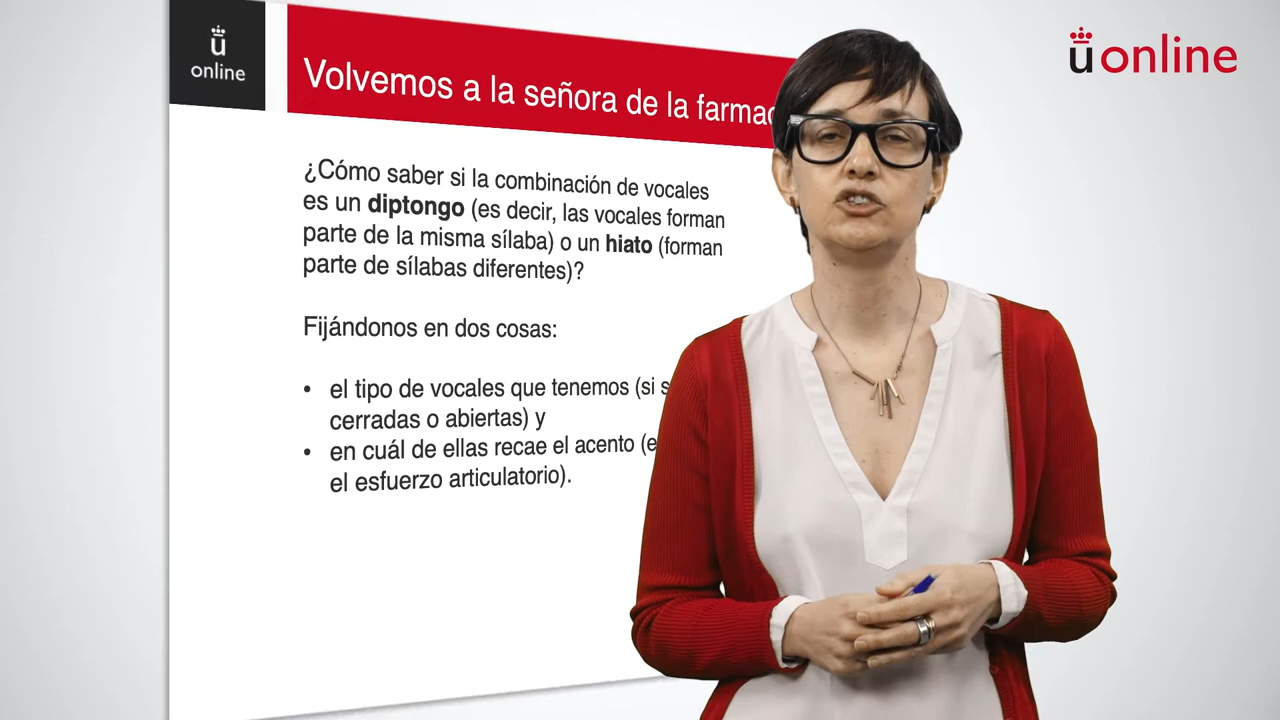 ü
online
üonline
Volvemos a la señora de la
¿Cómo saber si la combinación de vocales
es un diptongo (es decir, las vocales forman
parte de la misma sílaba) o un hiato (forman
parte de sílabas diferentes)?
Fijándonos en dos cosas:
• el tipo de vocales que tenemos (si
cerradas o abiertas) y
• en cuál de ellas recae el acento
el esfuerzo articulatorio).